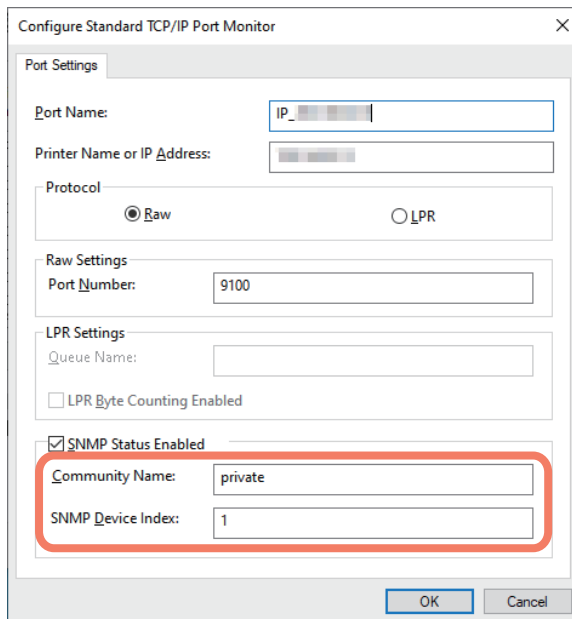 Configure Standard TCP/IP Port Monitor
Port Settings
Port Name: IP_
Printer Name or IP Address:
Protocol
Raw LPR
Raw Settings
Port Number: 9100
LPR Settings
Queue Name:
LPR Byte Counting Enabled
SNMP Status Enabled
Community Name: private
SNMP Device Index: 1
OK Cancel